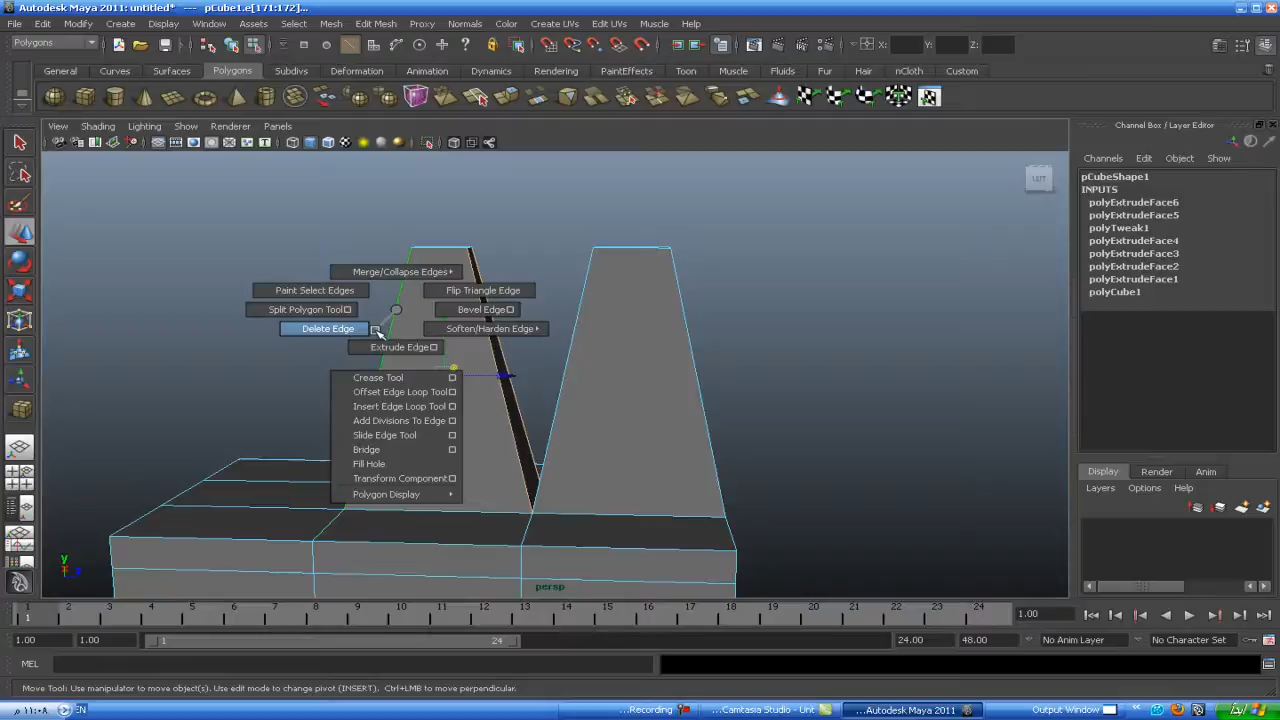 Autodesk Maya 2011: untitled* --- pCube1.e[171:172]...
File Edit Modify Create Display Window Assets Select Mesh Edit Mesh Proxy Normals Color Create UVs Edit UVs Muscle Help
Polygons X: Y: Z:
General Curves Surfaces Polygons Subdivs Deformation Animation Dynamics Rendering PaintEffects Toon Muscle Fluids Fur Hair nCloth Custom
View Shading Lighting Show Renderer Panels
Channel Box / Layer Editor
Channels Edit Object Show
pCubeShape1
INPUTS
polyExtrudeFace6
polyExtrudeFace5
polyTweak1
polyExtrudeFace4
polyExtrudeFace3
polyExtrudeFace2
polyExtrudeFace1
polyCube1
LEFT
Merge/Collapse Edges
Paint Select Edges Flip Triangle Edge
Split Polygon Tool Bevel Edge
Delete Edge Soften/Harden Edge
Extrude Edge
Crease Tool
Offset Edge Loop Tool
Insert Edge Loop Tool
Add Divisions To Edge
Slide Edge Tool
Bridge
Fill Hole
Transform Component
Polygon Display
Display Render Anim
Layers Options Help
y
persp
1 2 3 4 5 6 7 8 9 10 11 12 13 14 15 16 17 18 19 20 21 22 23 24
1 1.00
1.00 1.00 1 24 24.00 48.00 No Anim Layer No Character Set
MEL
Move Tool: Use manipulator to move object(s). Use edit mode to change pivot (INSERT). Ctrl+LMB to move perpendicular.
١١:٠٨ م EN ...Recording ...Camtasia Studio - Unt ...Autodesk Maya 2011 Output Window